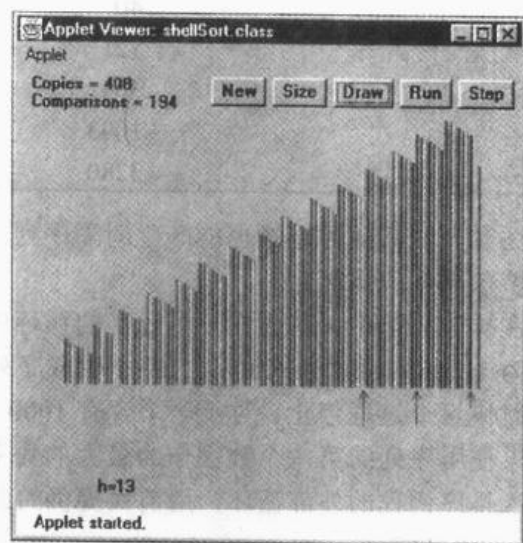 Applet Viewer: shellSort.class
Applet
Copies = 408
Comparisons = 194
New Size Draw Run Step
h=13
Applet started.